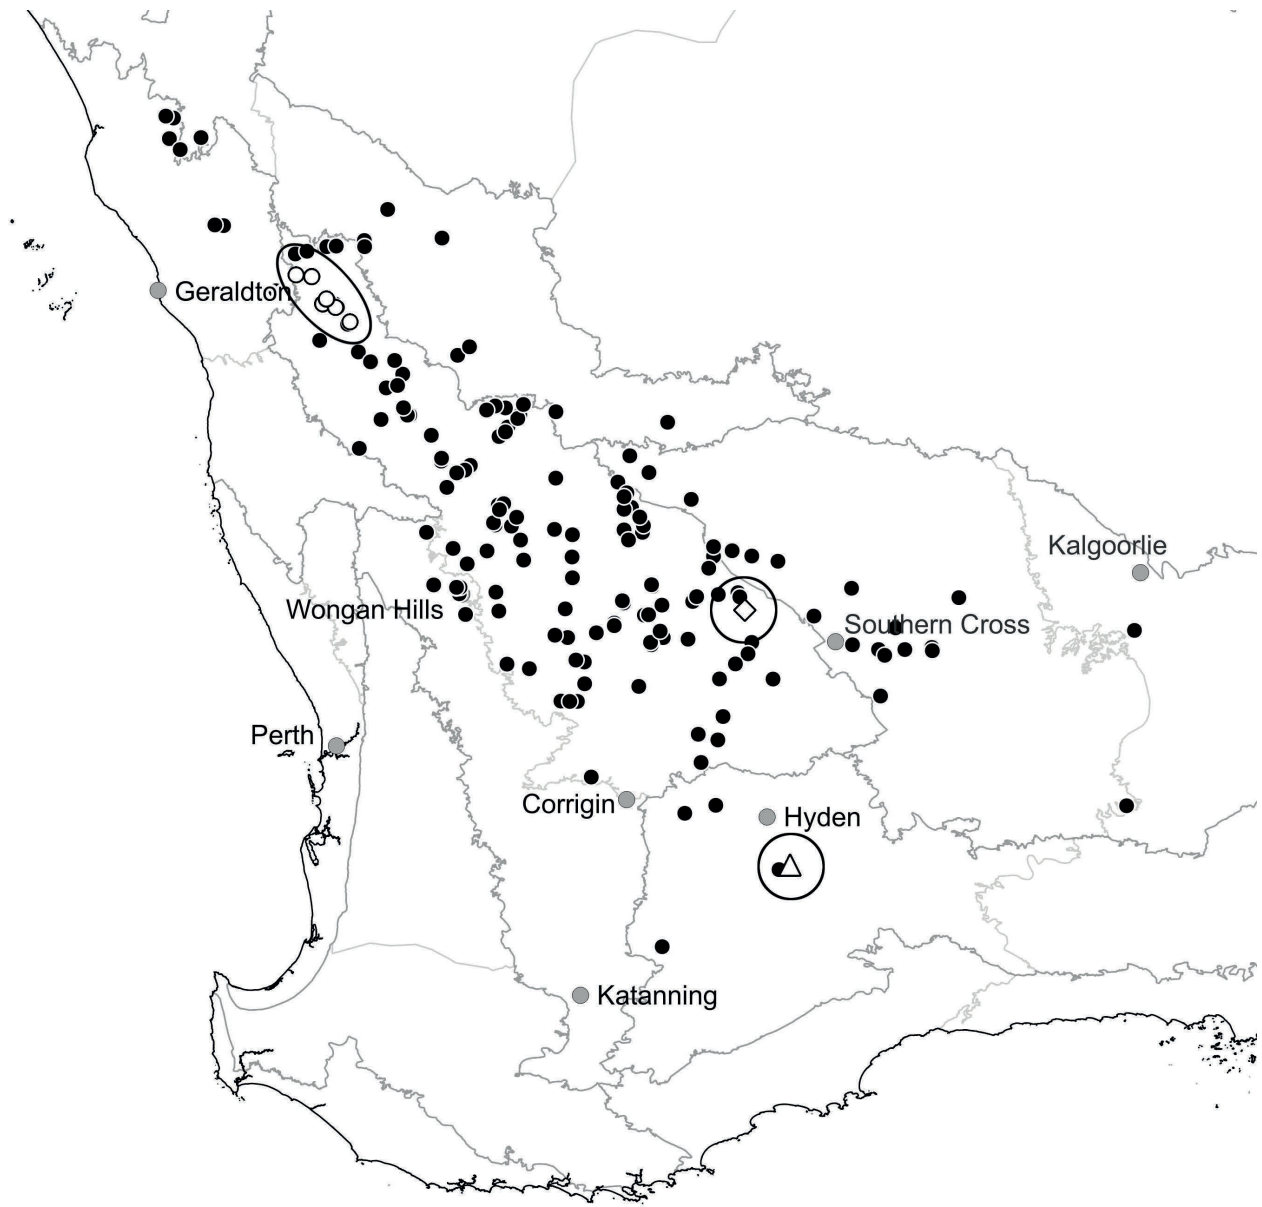 Geraldton
Kalgoorlie
Wongan Hills
Southern Cross
Perth
Corrigin
Hyden
Katanning